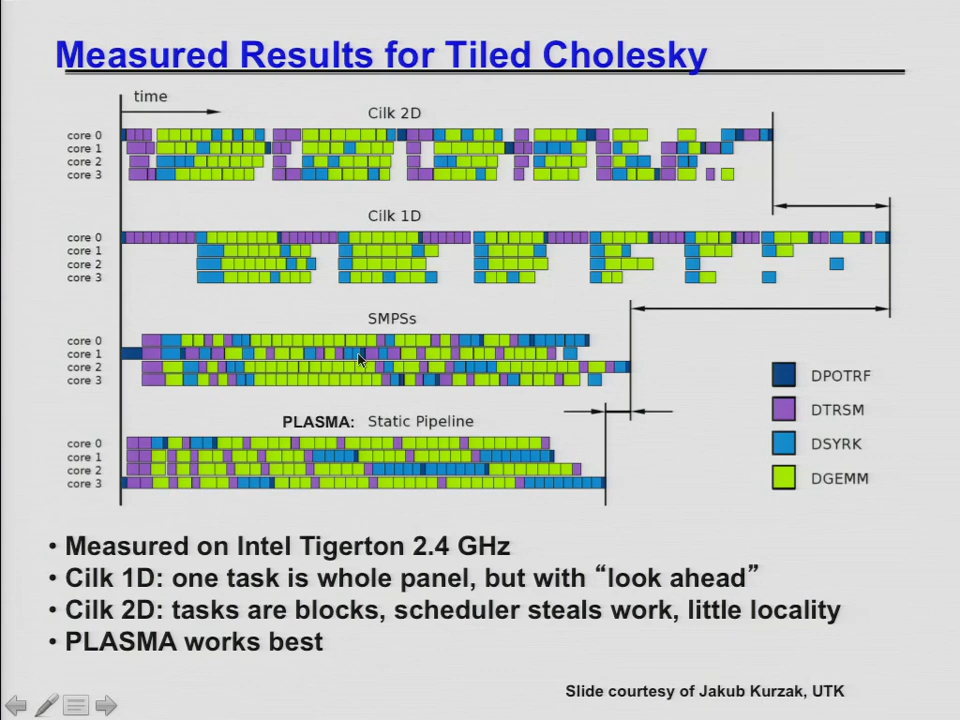 Measured Results for Tiled Cholesky
time
Cilk 2D
core 0
core 1
core 2
core 3
Cilk 1D
core 0
core 1
core 2
core 3
SMPSs
core 0
core 1
core 2
core 3
PLASMA: Static Pipeline
core 0
core 1
core 2
core 3
DPOTRF
DTRSM
DSYRK
DGEMM
• Measured on Intel Tigerton 2.4 GHz
• Cilk 1D: one task is whole panel, but with “look ahead”
• Cilk 2D: tasks are blocks, scheduler steals work, little locality
• PLASMA works best
Slide courtesy of Jakub Kurzak, UTK